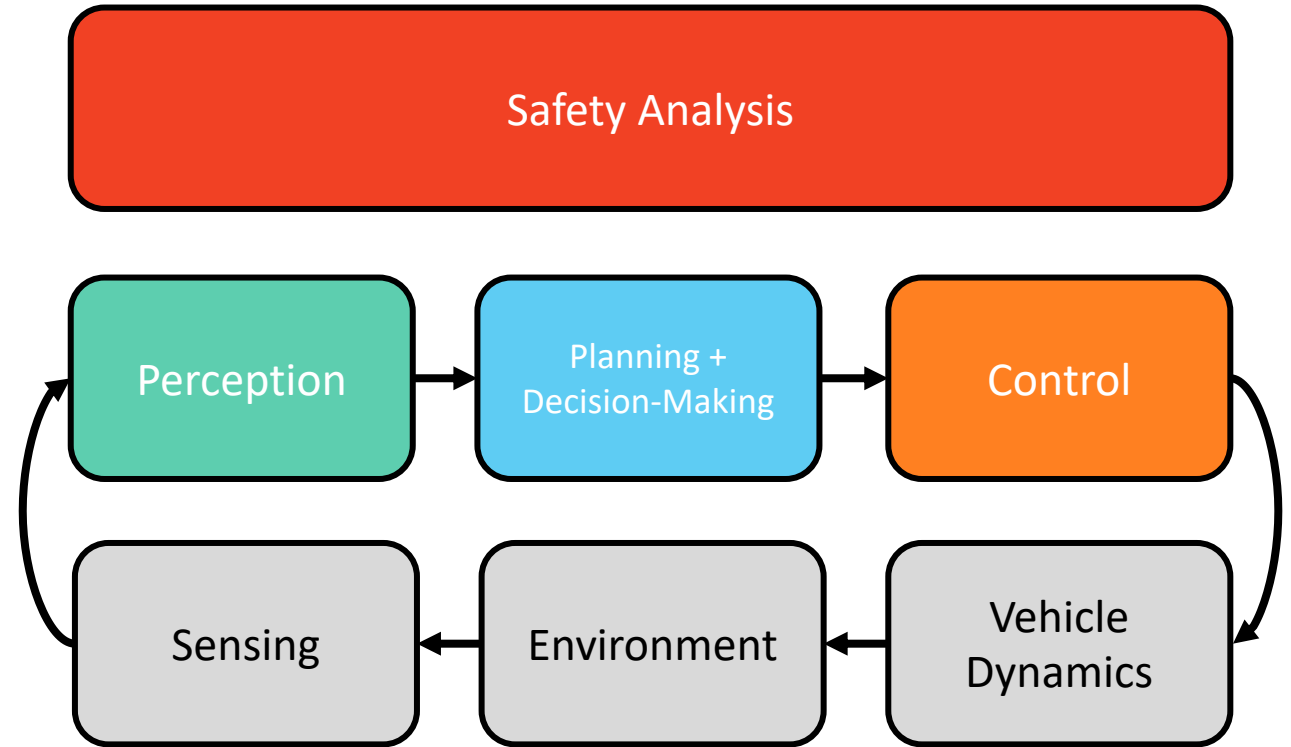 Safety Analysis
Perception
Planning +
Decision-Making
Control
Sensing
Environment
Vehicle
Dynamics